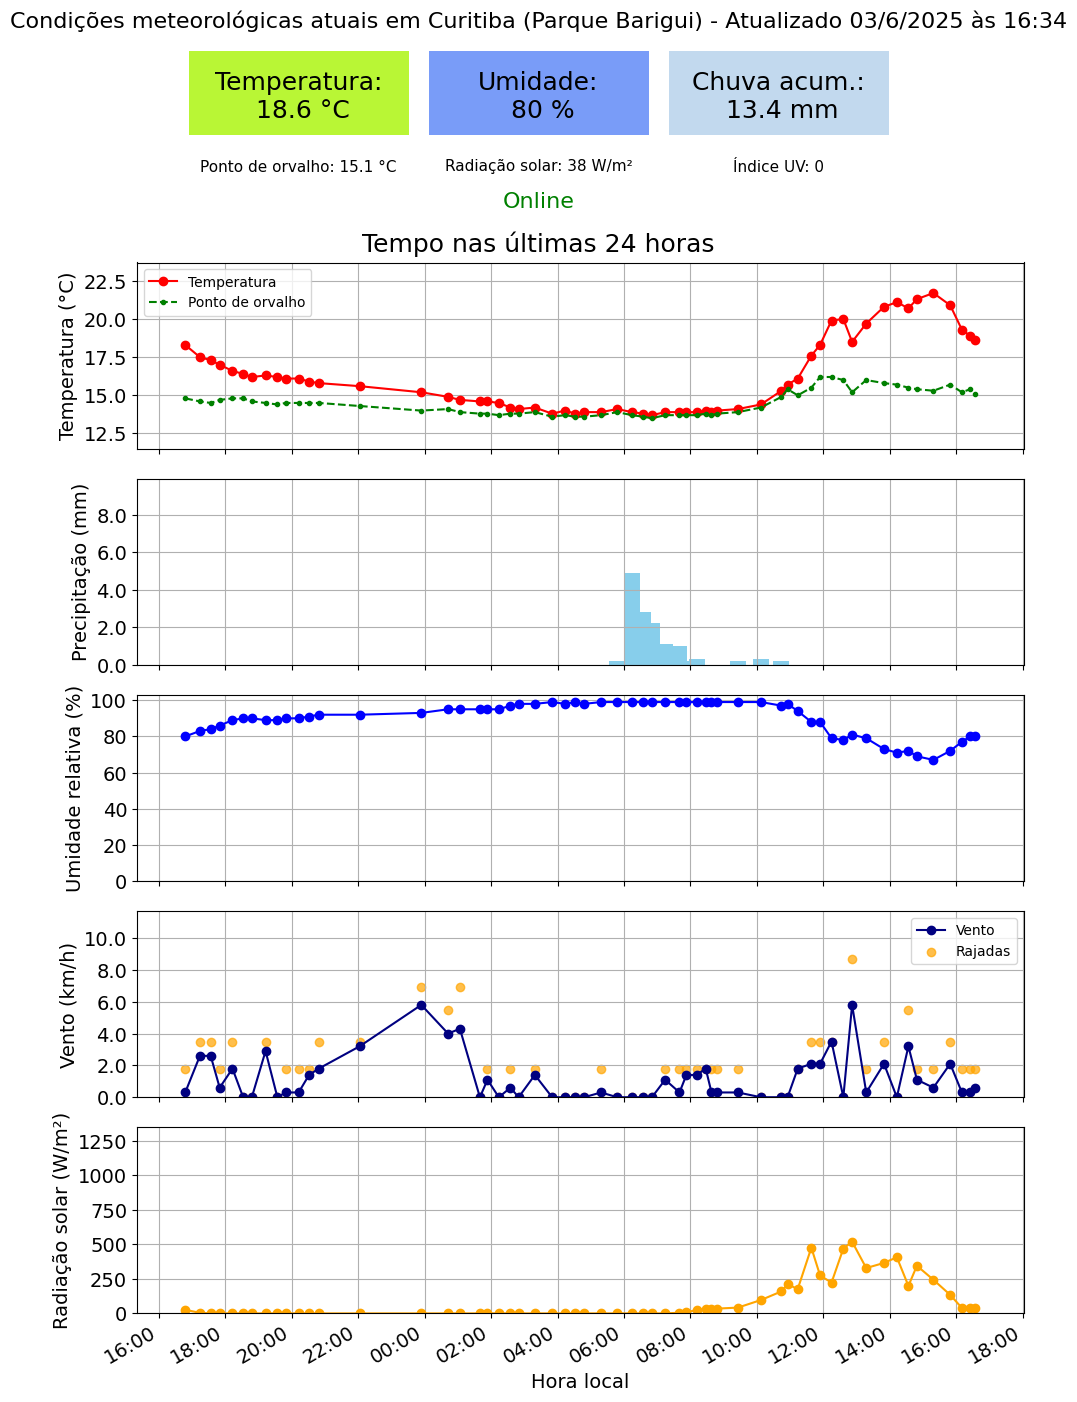 Condições meteorológicas atuais em Curitiba (Parque Barigui) - Atualizado 03/6/2025 às 16:34
Temperatura:
18.6 °C
Umidade:
80 %
Chuva acum.:
13.4 mm
Ponto de orvalho: 15.1 °C
Radiação solar: 38 W/m²
Índice UV: 0
Online
Tempo nas últimas 24 horas
Temperatura (°C)
22.5
20.0
17.5
15.0
12.5
Temperatura
Ponto de orvalho
Precipitação (mm)
8.0
6.0
4.0
2.0
0.0
Umidade relativa (%)
100
80
60
40
20
0
Vento (km/h)
10.0
8.0
6.0
4.0
2.0
0.0
Vento
Rajadas
Radiação solar (W/m²)
1250
1000
750
500
250
0
16:00
18:00
20:00
22:00
00:00
02:00
04:00
06:00
08:00
10:00
12:00
14:00
16:00
18:00
Hora local